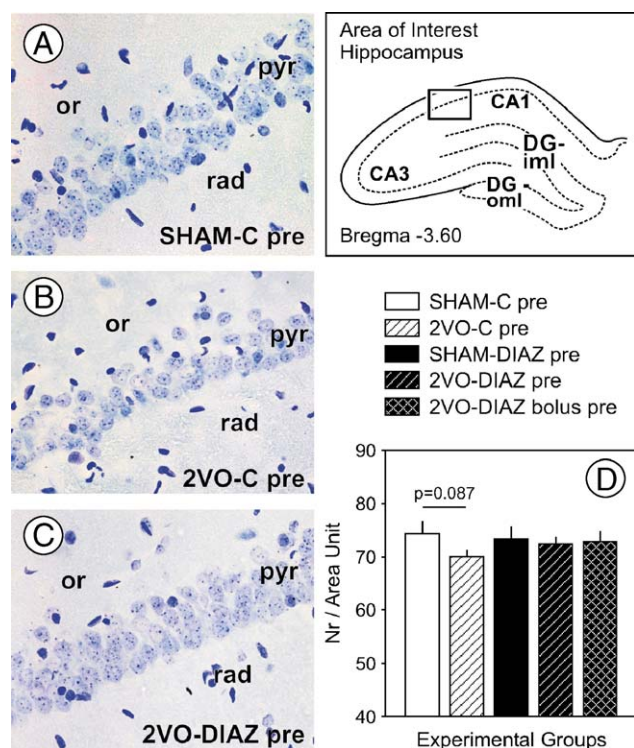 A
or
pyr
rad
SHAM-C pre
B
or
pyr
rad
2VO-C pre
C
or
pyr
rad
2VO-DIAZ pre
Area of Interest
Hippocampus
CA1
DG-
iml
CA3
DG-
oml
Bregma -3.60
SHAM-C pre
2VO-C pre
SHAM-DIAZ pre
2VO-DIAZ pre
2VO-DIAZ bolus pre
D
90
80
70
60
50
40
Nr / Area Unit
p=0.087
Experimental Groups